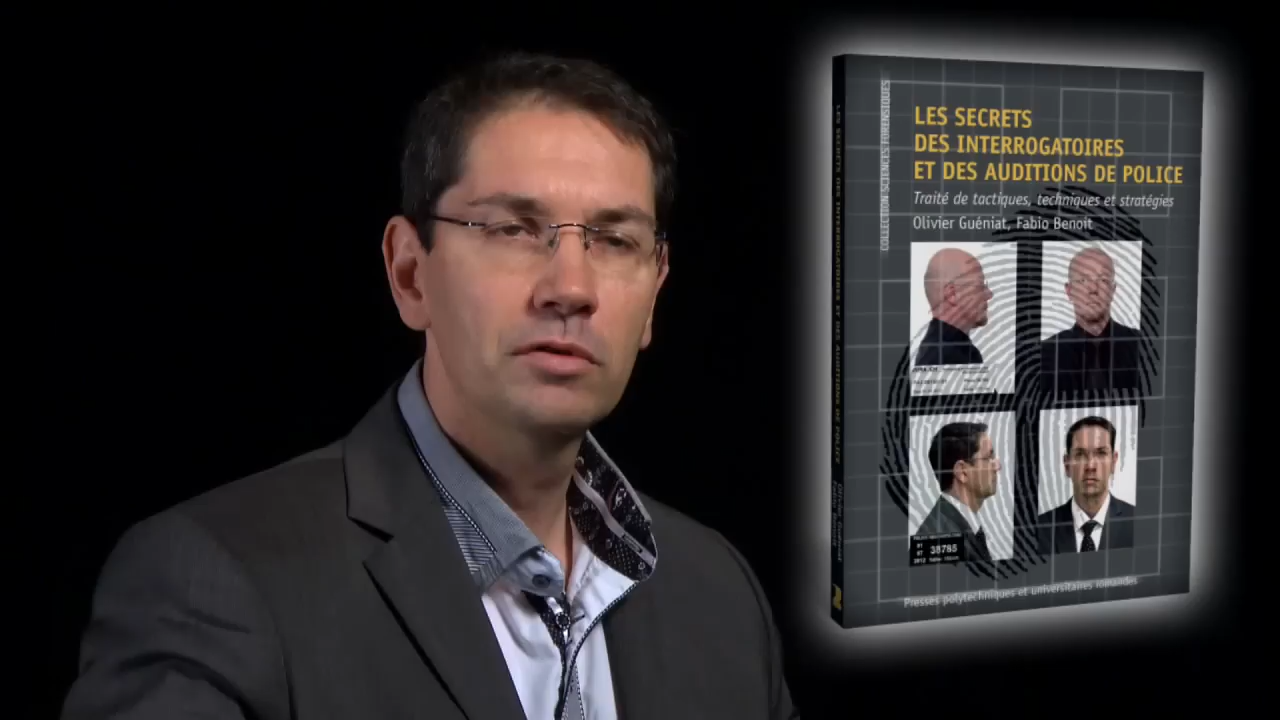 LES SECRETS
DES INTERROGATOIRES
ET DES AUDITIONS DE POLICE
Traité de tactiques, techniques et stratégies
Olivier Guéniat, Fabio Benoit
COLLECTION SCIENCES FORENSIQUES
LES SECRETS DES INTERROGATOIRES ET DES AUDITIONS DE POLICE
38785
2012
Presses polytechniques et universitaires romandes